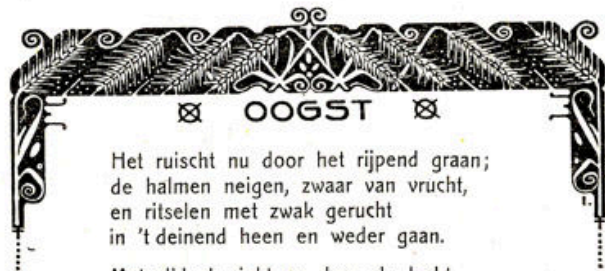 OOGST
Het ruischt nu door het rijpend graan;
de halmen neigen, zwaar van vrucht,
en ritselen met zwak gerucht
in 't deinend heen en weder gaan.